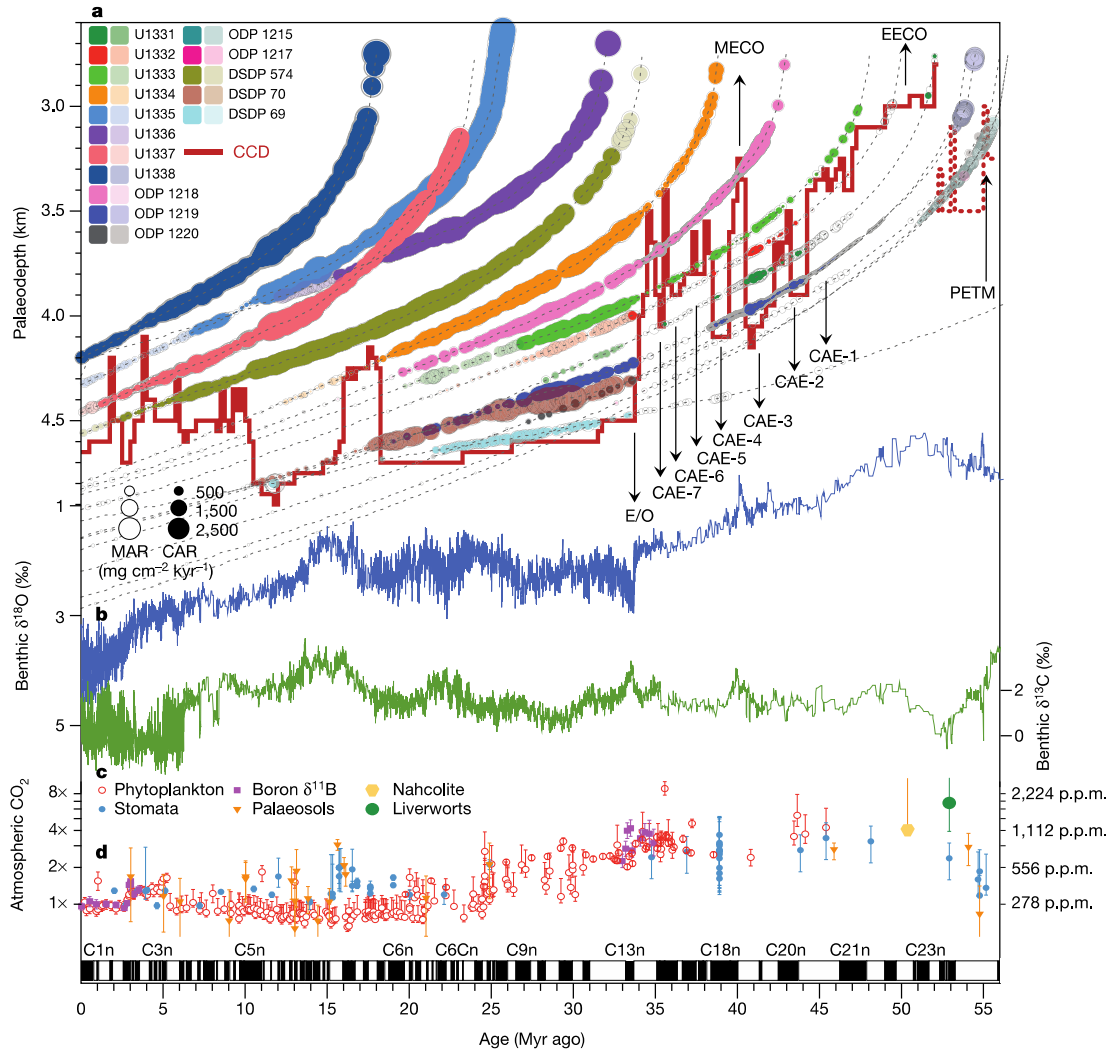 a
U1331
U1332
U1333
U1334
U1335
U1336
U1337
U1338
ODP 1218
ODP 1219
ODP 1220
ODP 1215
ODP 1217
DSDP 574
DSDP 70
DSDP 69
CCD
MECO
EECO
PETM
3.0
3.5
4.0
4.5
Palaeodepth (km)
CAE-1
CAE-2
CAE-3
CAE-4
CAE-5
CAE-6
CAE-7
E/O
500
1,500
2,500
MAR CAR
(mg cm⁻² kyr⁻¹)
1
3
5
b
Benthic δ¹⁸O (‰)
2
0
Benthic δ¹³C (‰)
c
Phytoplankton
Stomata
Boron δ¹¹B
Palaeosols
Nahcolite
Liverworts
d
Atmospheric CO₂
8×
4×
2×
1×
2,224 p.p.m.
1,112 p.p.m.
556 p.p.m.
278 p.p.m.
C1n C3n C5n C6n C6Cn C9n C13n C18n C20n C21n C23n
0 5 10 15 20 25 30 35 40 45 50 55
Age (Myr ago)